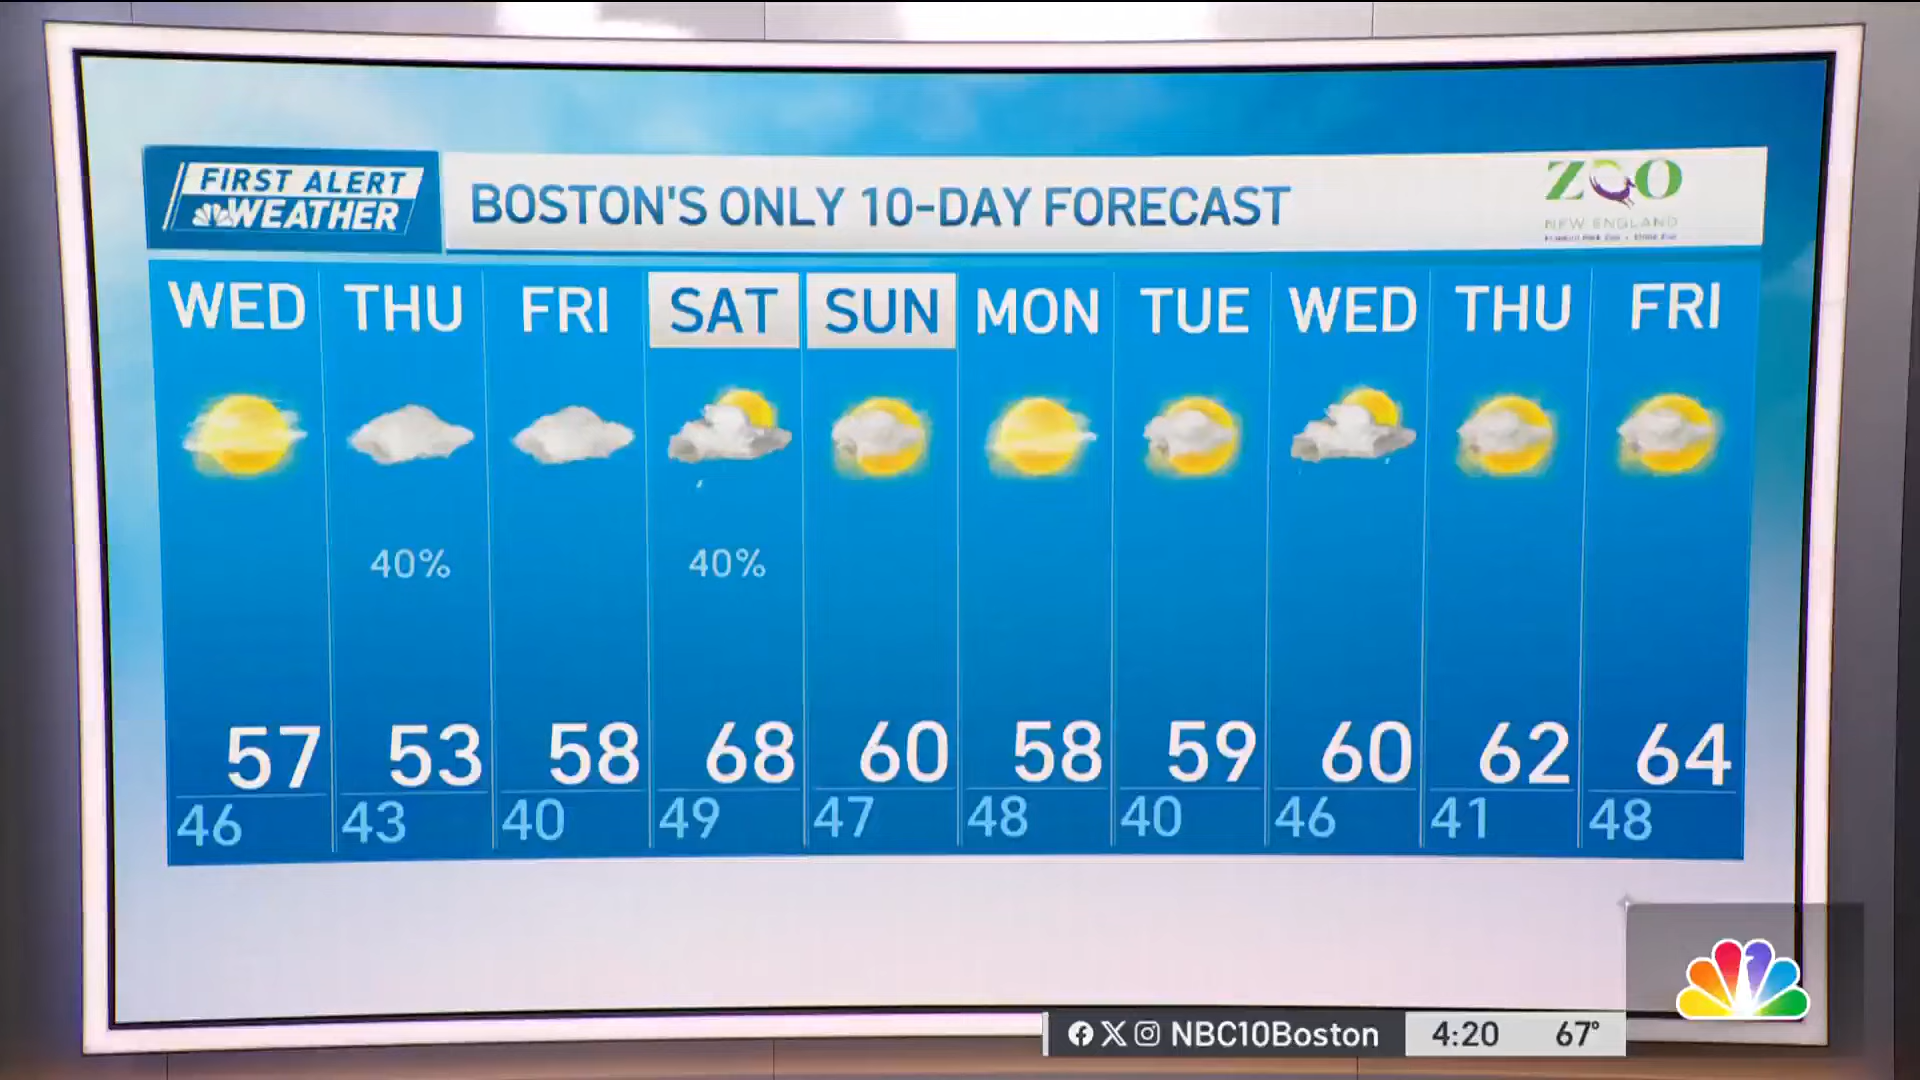 FIRST ALERT
WEATHER
BOSTON'S ONLY 10-DAY FORECAST
ZOO
NEW ENGLAND
WED THU FRI SAT SUN MON TUE WED THU FRI
40% 40%
57 53 58 68 60 58 59 60 62 64
46 43 40 49 47 48 40 46 41 48
NBC10Boston 4:20 67°